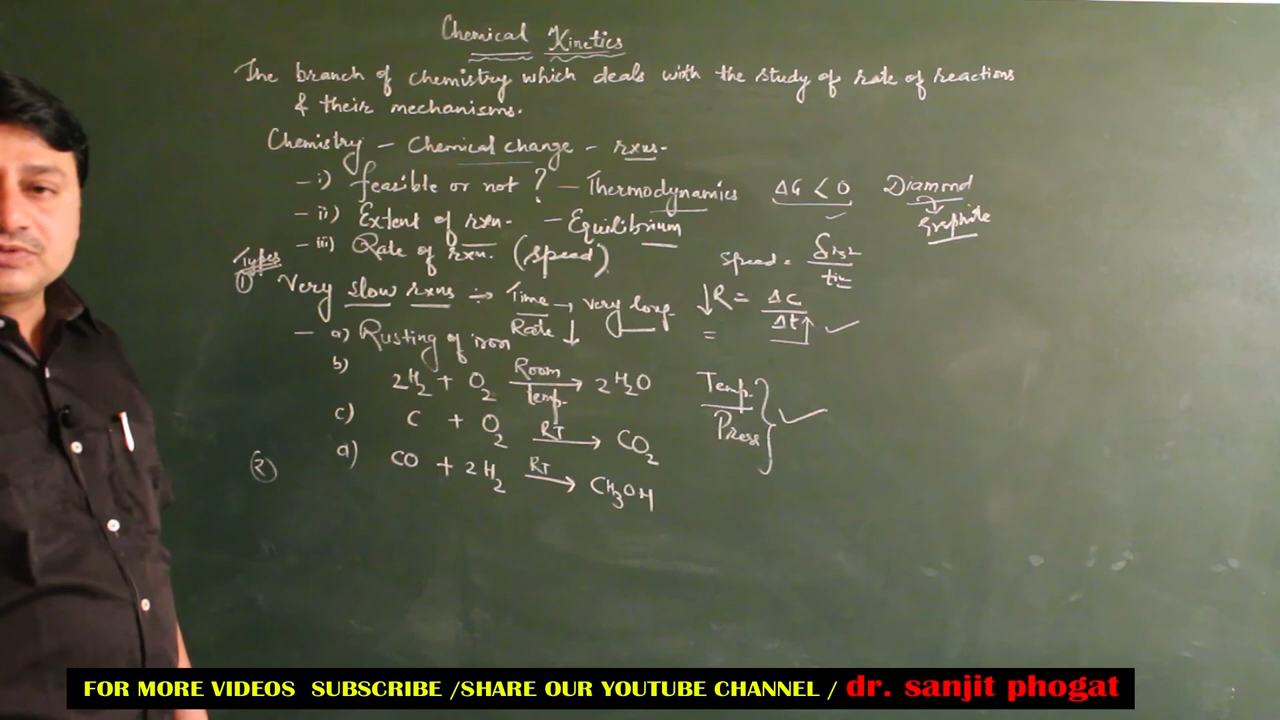 Chemical Kinetics
The branch of chemistry which deals with the study of rate of reactions
& their mechanisms.
Chemistry – Chemical change – rxns.
– i) feasible or not ? – Thermodynamics ΔG < 0 Diamond
↓
Graphite
– ii) Extent of rxn. – Equilibrium
– iii) Rate of rxn. (speed)
Speed =
Types
① Very slow rxns ÷ Time → very long
Rate ↓
↓R = ΔC / Δt↑ ✓
=
– a) Rusting of iron
b) 2H₂ + O₂ Room temp. → 2H₂O
c) C + O₂ RT → CO₂
Temp.
Press } ✓
② a) CO + 2H₂ RT → CH₃OH
FOR MORE VIDEOS SUBSCRIBE /SHARE OUR YOUTUBE CHANNEL / dr. sanjit phogat